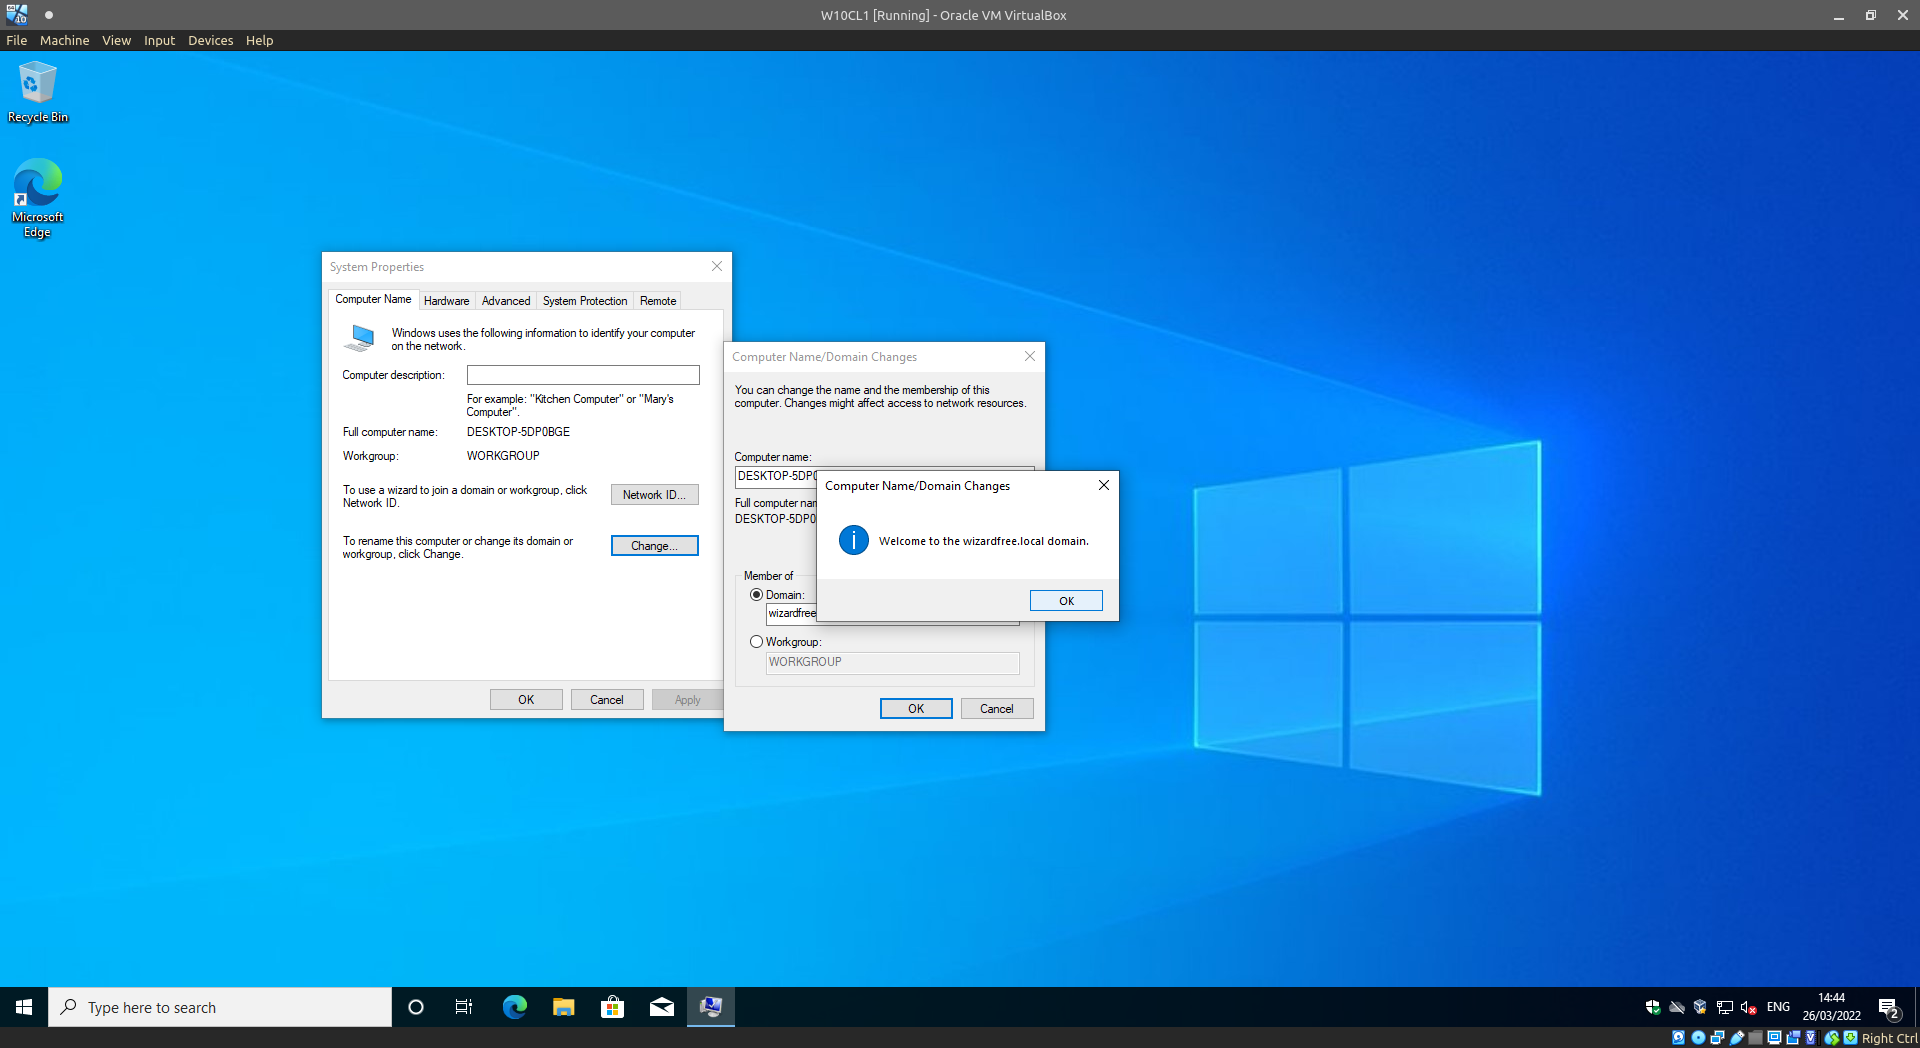 W10CL1 [Running] - Oracle VM VirtualBox
File Machine View Input Devices Help
Recycle Bin
Microsoft
Edge
System Properties
Computer Name Hardware Advanced System Protection Remote
Windows uses the following information to identify your computer
on the network.
Computer description:
For example: "Kitchen Computer" or "Mary's
Computer".
Full computer name: DESKTOP-5DP0BGE
Workgroup: WORKGROUP
To use a wizard to join a domain or workgroup, click
Network ID.
Network ID...
To rename this computer or change its domain or
workgroup, click Change.
Change...
OK Cancel Apply
Computer Name/Domain Changes
You can change the name and the membership of this
computer. Changes might affect access to network resources.
Computer name:
DESKTOP-5DP0
Full computer nam
DESKTOP-5DP0
Member of
Domain:
wizardfree
Workgroup:
WORKGROUP
OK Cancel
Computer Name/Domain Changes
Welcome to the wizardfree.local domain.
OK
Type here to search
ENG
14:44
26/03/2022
2
Right Ctrl